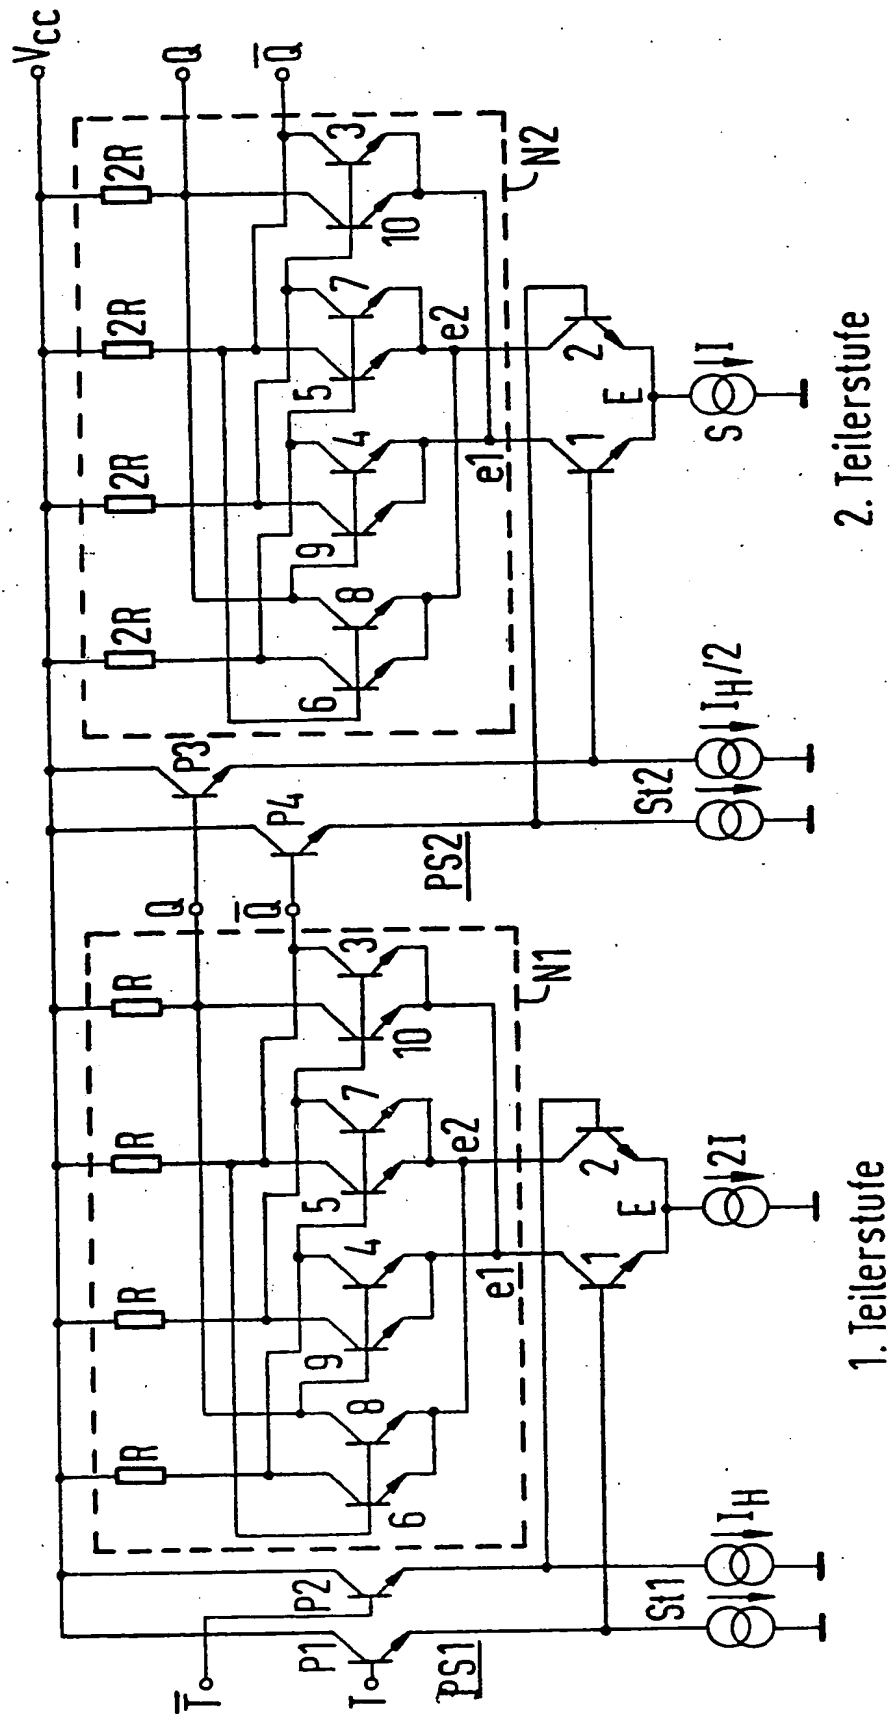 VCC
Q
Q̅
2R
2R
2R
2R
3
10
7
5
4
9
8
6
N2
e2
e1
2
1
E
S
I
2. Teilerstufe
P3
P4
PS2
St2
I_H/2
Q
Q̅
R
R
R
R
3
10
7
5
4
9
8
6
N1
e2
e1
2
1
E
2I
1. Teilerstufe
T̅
T
P1
P2
PS1
St1
I_H